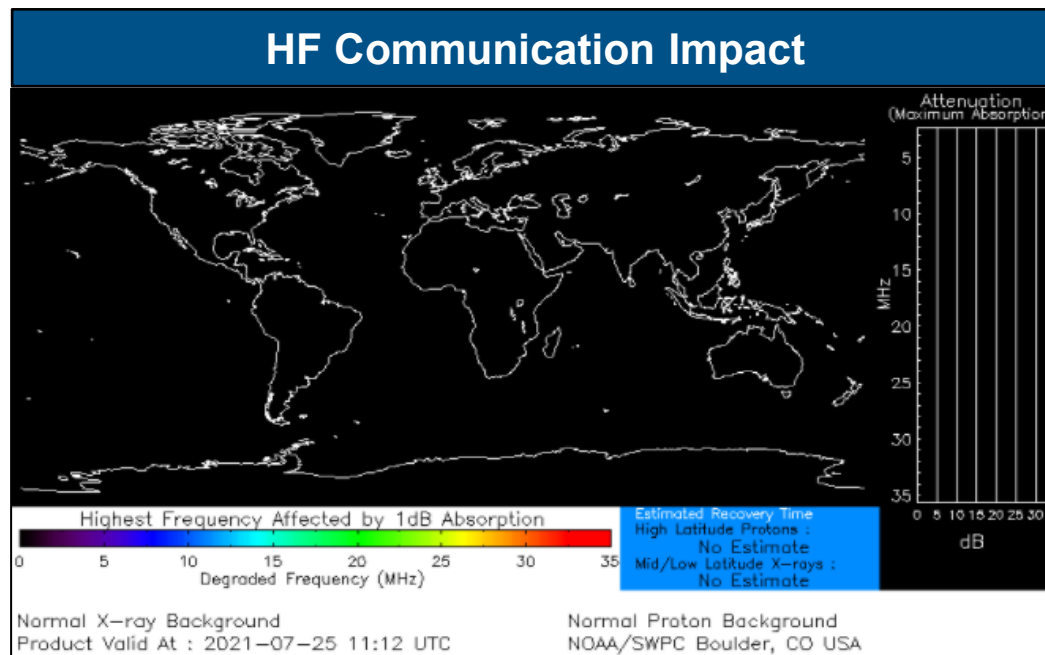 HF Communication Impact
Attenuation
(Maximum Absorption)
5
10
15
20
25
30
35
MHz
0 5 10 15 20 25 30
dB
Highest Frequency Affected by 1dB Absorption
0 5 10 15 20 25 30 35
Degraded Frequency (MHz)
Estimated Recovery Time
High Latitude Protons :
No Estimate
Mid/Low Latitude X-rays :
No Estimate
Normal X-ray Background
Product Valid At : 2021-07-25 11:12 UTC
Normal Proton Background
NOAA/SWPC Boulder, CO USA